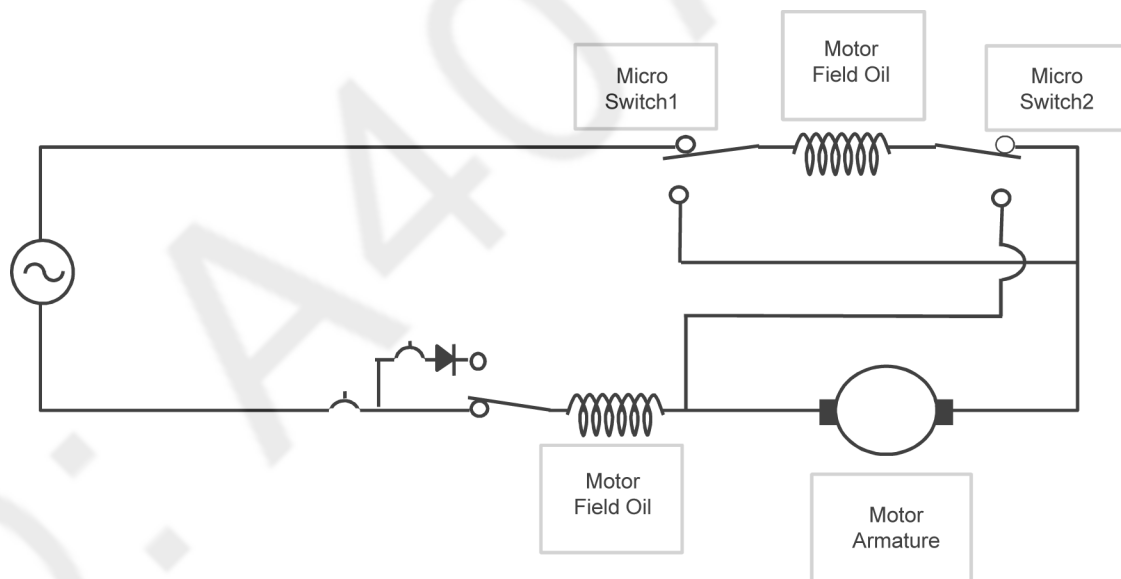 Motor
Field Oil
Micro
Switch1
Micro
Switch2
Motor
Field Oil
Motor
Armature